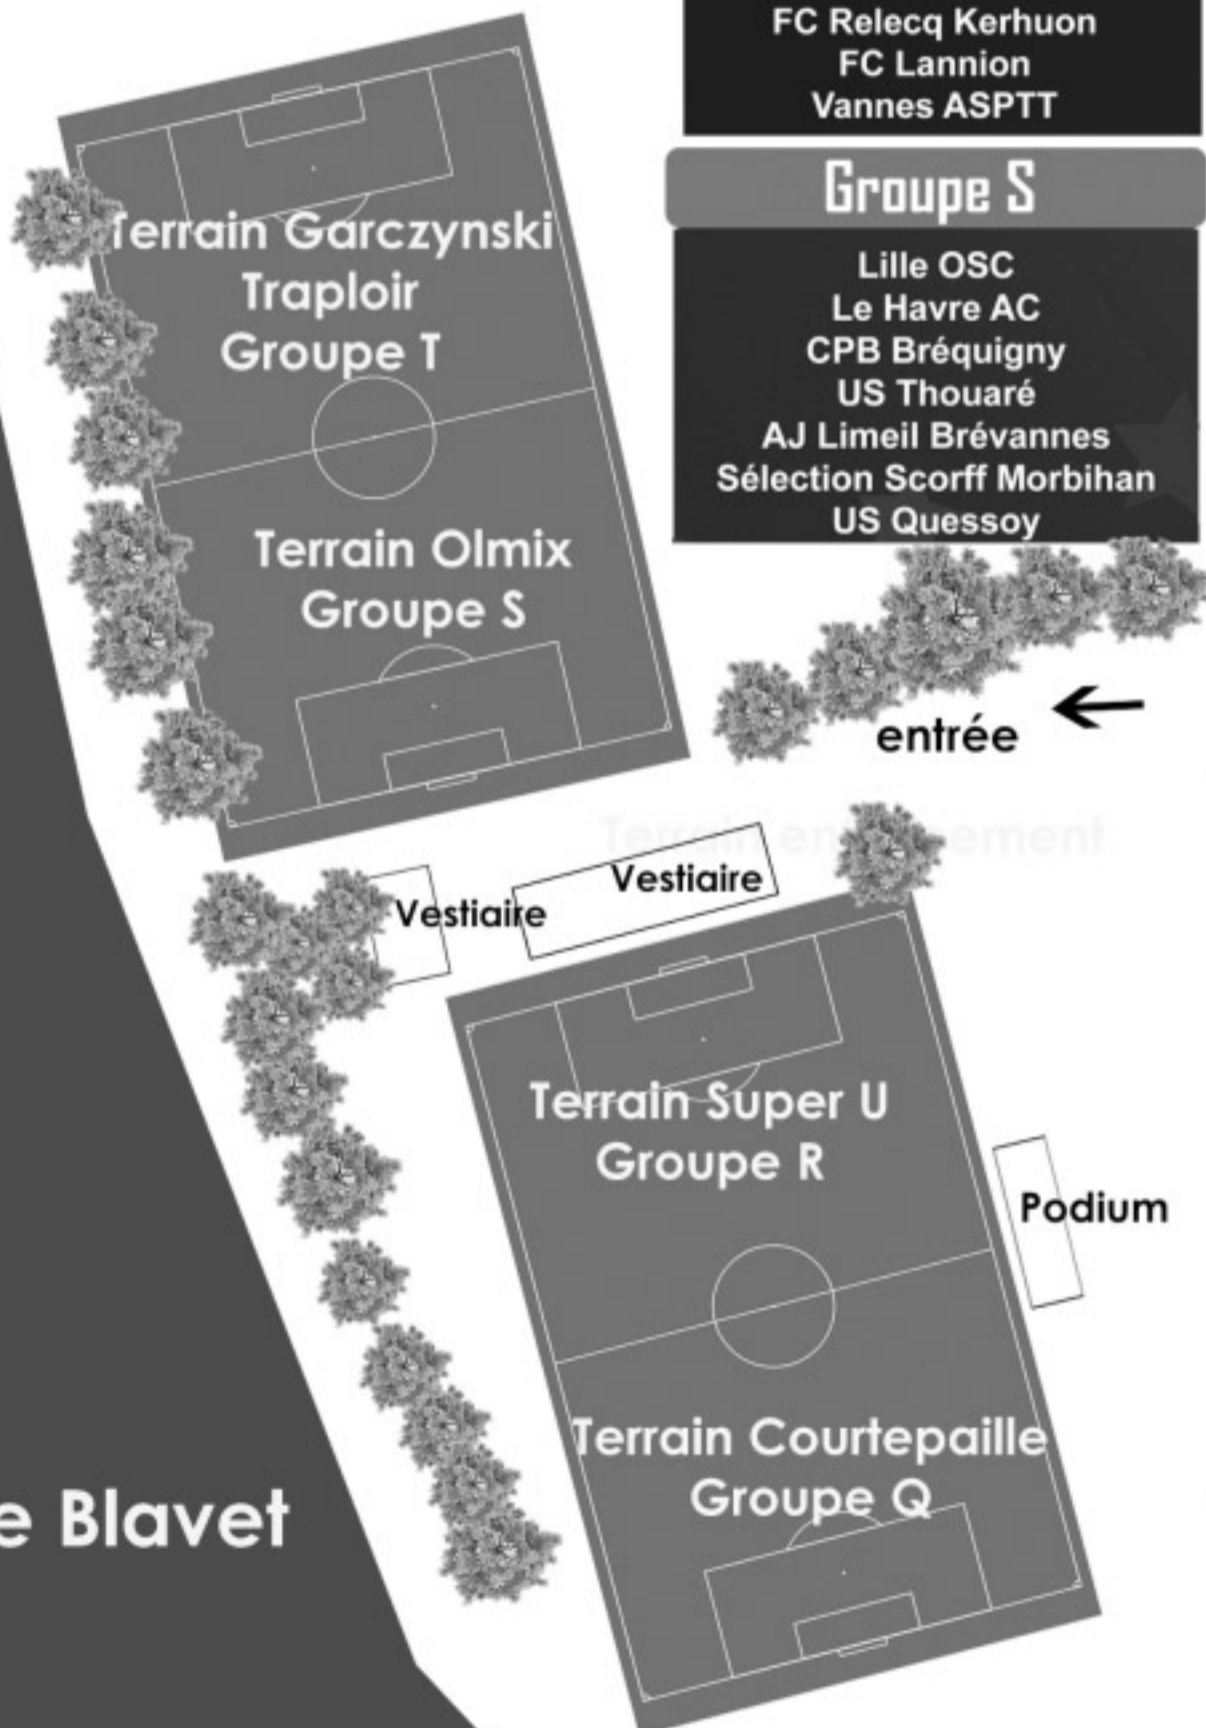 FC Relecq Kerhuon
FC Lannion
Vannes ASPTT
Groupe S
Lille OSC
Le Havre AC
CPB Bréquigny
US Thouaré
AJ Limeil Brévannes
Sélection Scorff Morbihan
US Quessoy
Terrain Garczynski
Traploir
Groupe T
Terrain Olmix
Groupe S
entrée
Terrain
Vestiaire
Vestiaire
Terrain Super U
Groupe R
Podium
Terrain Courtepaille
Groupe Q
e Blavet